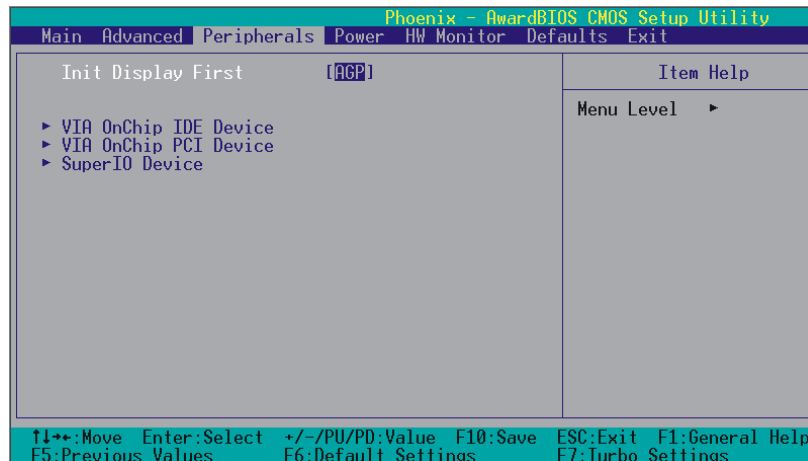 Phoenix - AwardBIOS CMOS Setup Utility
Main Advanced Peripherals Power HW Monitor Defaults Exit
Init Display First [AGP] Item Help
Menu Level ►
► VIA OnChip IDE Device
► VIA OnChip PCI Device
► SuperIO Device
↑↓→←:Move Enter:Select +/-/PU/PD:Value F10:Save ESC:Exit F1:General Help
F5:Previous Values F6:Default Settings F7:Turbo Settings